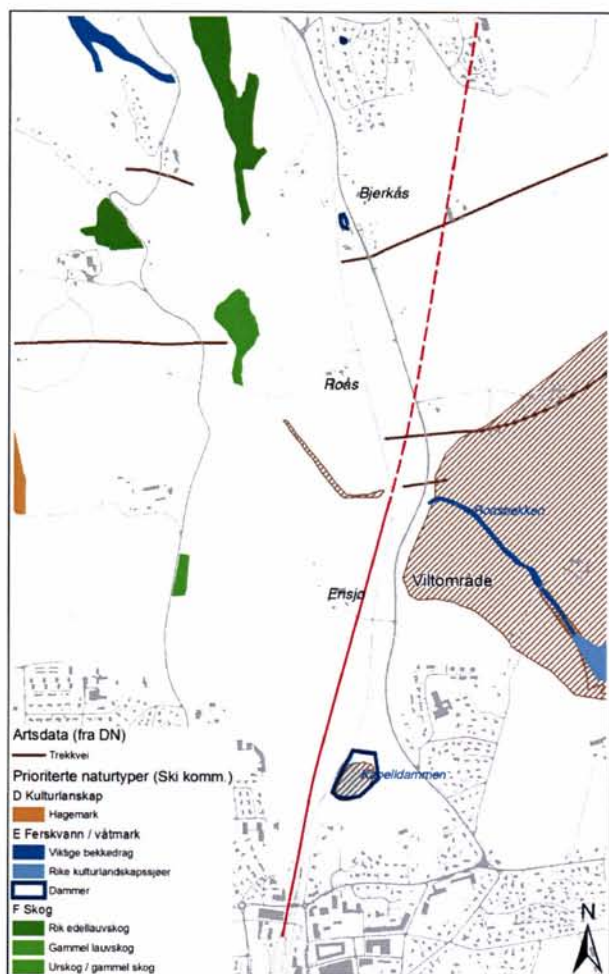 Bjerkås
Roås
Boåsbekken
Viltområde
Ensjø
Kapelldammen
Artsdata (fra DN)
Trekkvei
Prioriterte naturtyper (Ski komm.)
D Kulturlanskap
Hagemark
E Ferskvann / våtmark
Viktige bekkedrag
Rike kulturlandskapssjøer
Dammer
F Skog
Rik edellauvskog
Gammel lauvskog
Urskog / gammel skog
N